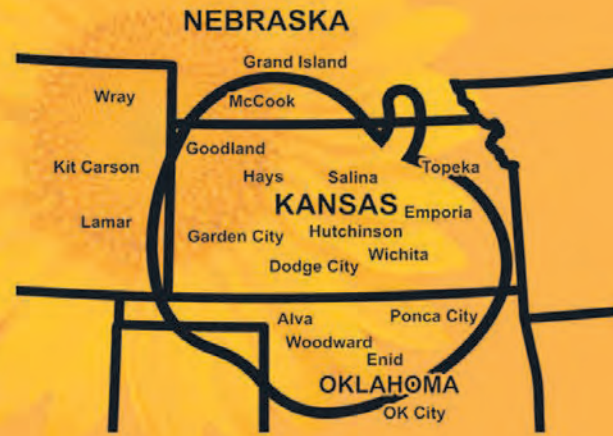 NEBRASKA
Grand Island
Wray
McCook
Goodland
Kit Carson
Hays
Salina
Topeka
KANSAS
Emporia
Lamar
Garden City
Hutchinson
Wichita
Dodge City
Alva
Ponca City
Woodward
Enid
OKLAHOMA
OK City